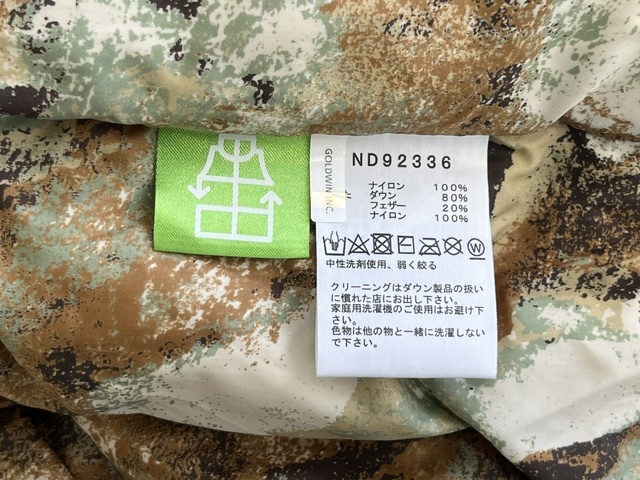 GOLDWIN INC.
ND92336
ナイロン 100%
た ダウン 80%
フェザー 20%
ナイロン 100%
W
中性洗剤使用、弱く絞る
クリーニングはダウン製品の扱い
に慣れた店にお出し下さい。
家庭用洗濯機のご使用はお避け下
さい。
色物は他の物と一緒に洗濯しない
で下さい。